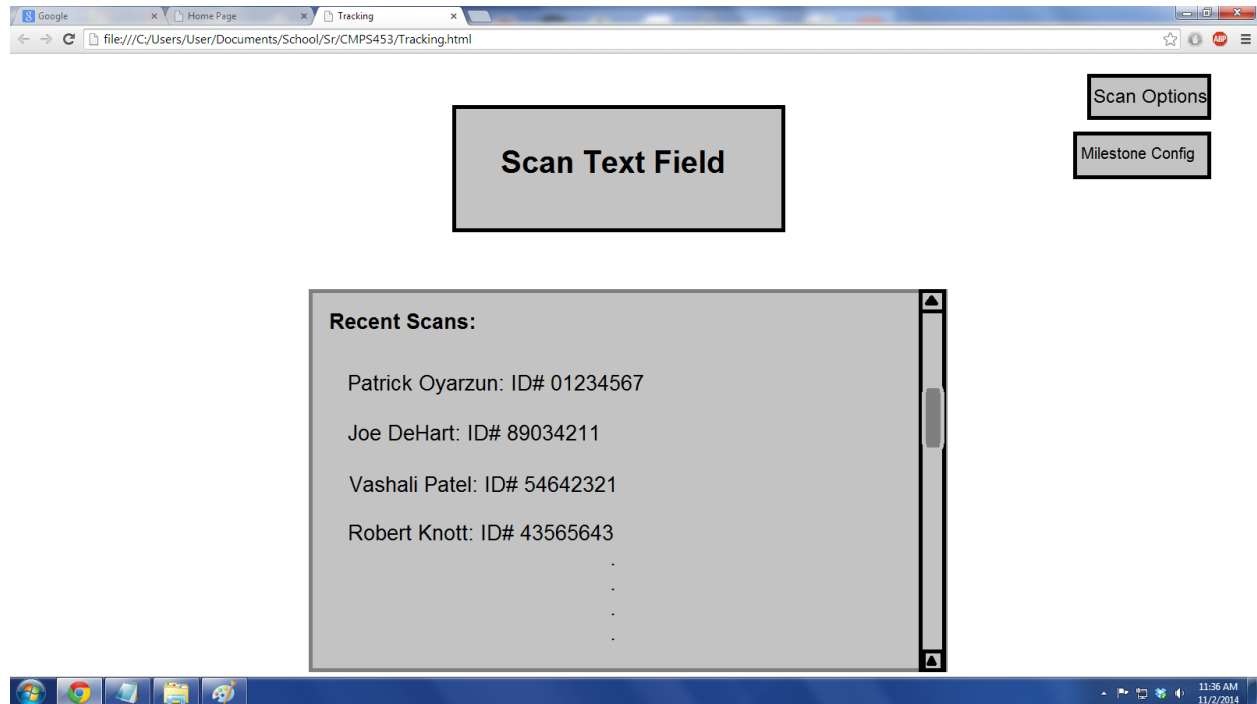 Google
Home Page
Tracking
file:///C:/Users/User/Documents/School/Sr/CMPS453/Tracking.html
ABP
Scan Options
Milestone Config
Scan Text Field
Recent Scans:
Patrick Oyarzun: ID# 01234567
Joe DeHart: ID# 89034211
Vashali Patel: ID# 54642321
Robert Knott: ID# 43565643
.
.
.
.
11:36 AM
11/2/2014